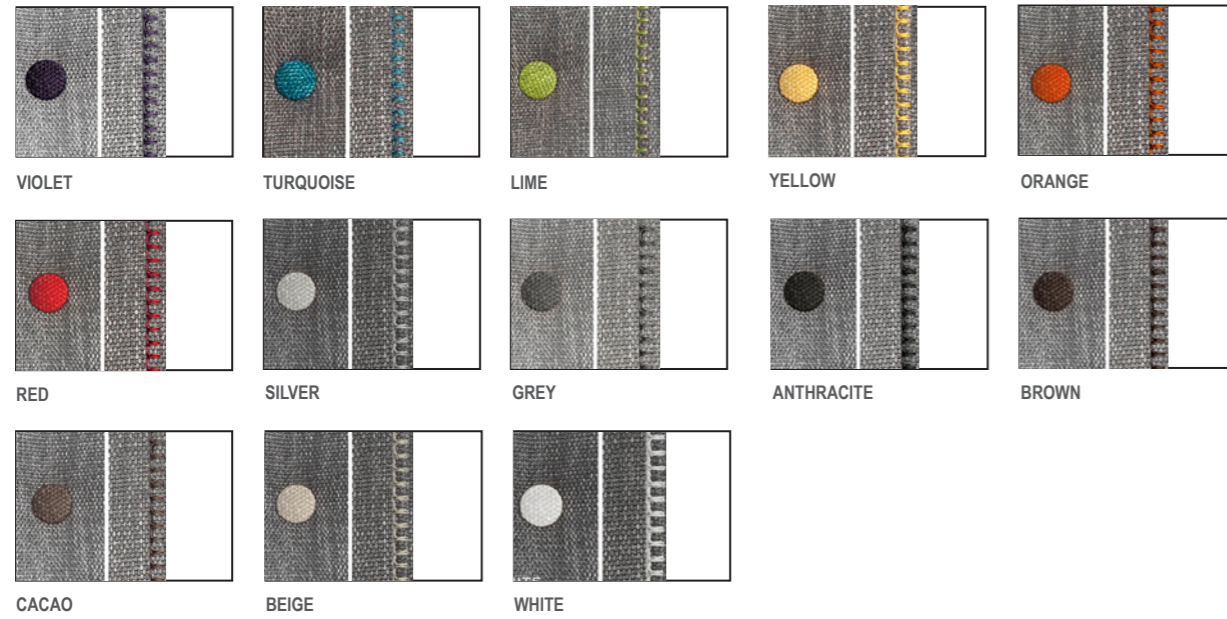 VIOLET
TURQUOISE
LIME
YELLOW
ORANGE
RED
SILVER
GREY
ANTHRACITE
BROWN
CACAO
BEIGE
WHITE